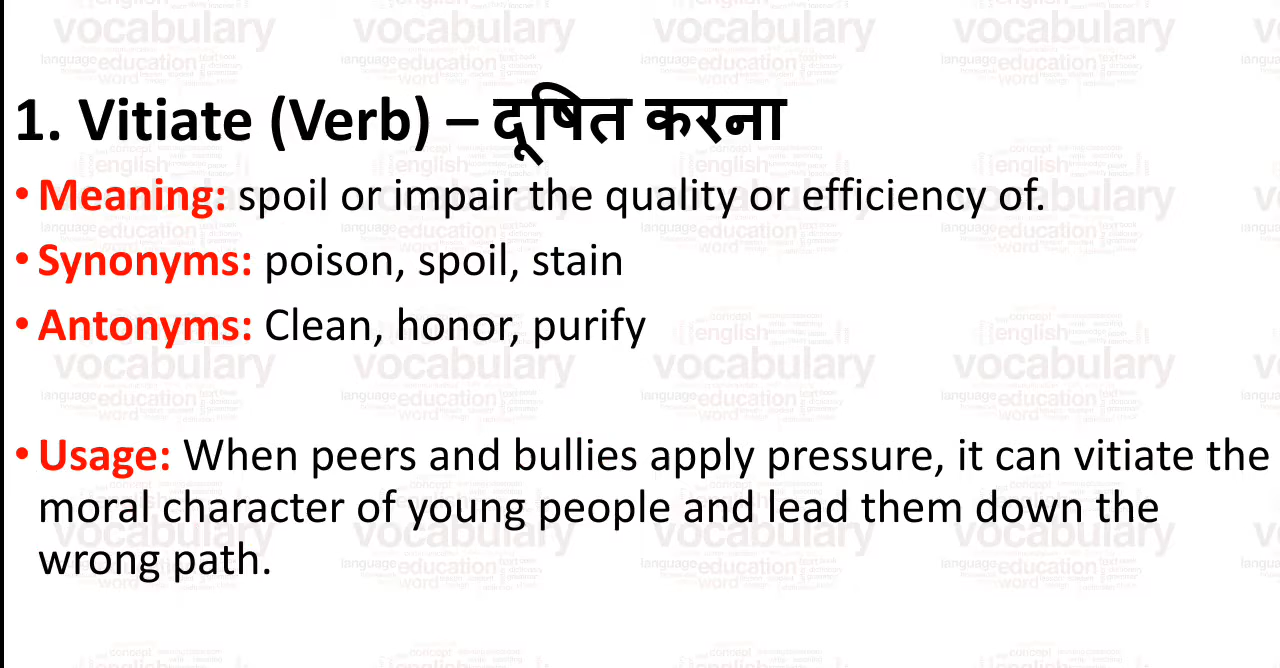 1. Vitiate (Verb) – दूषित करना
• Meaning: spoil or impair the quality or efficiency of.
• Synonyms: poison, spoil, stain
• Antonyms: Clean, honor, purify
• Usage: When peers and bullies apply pressure, it can vitiate the
moral character of young people and lead them down the
wrong path.